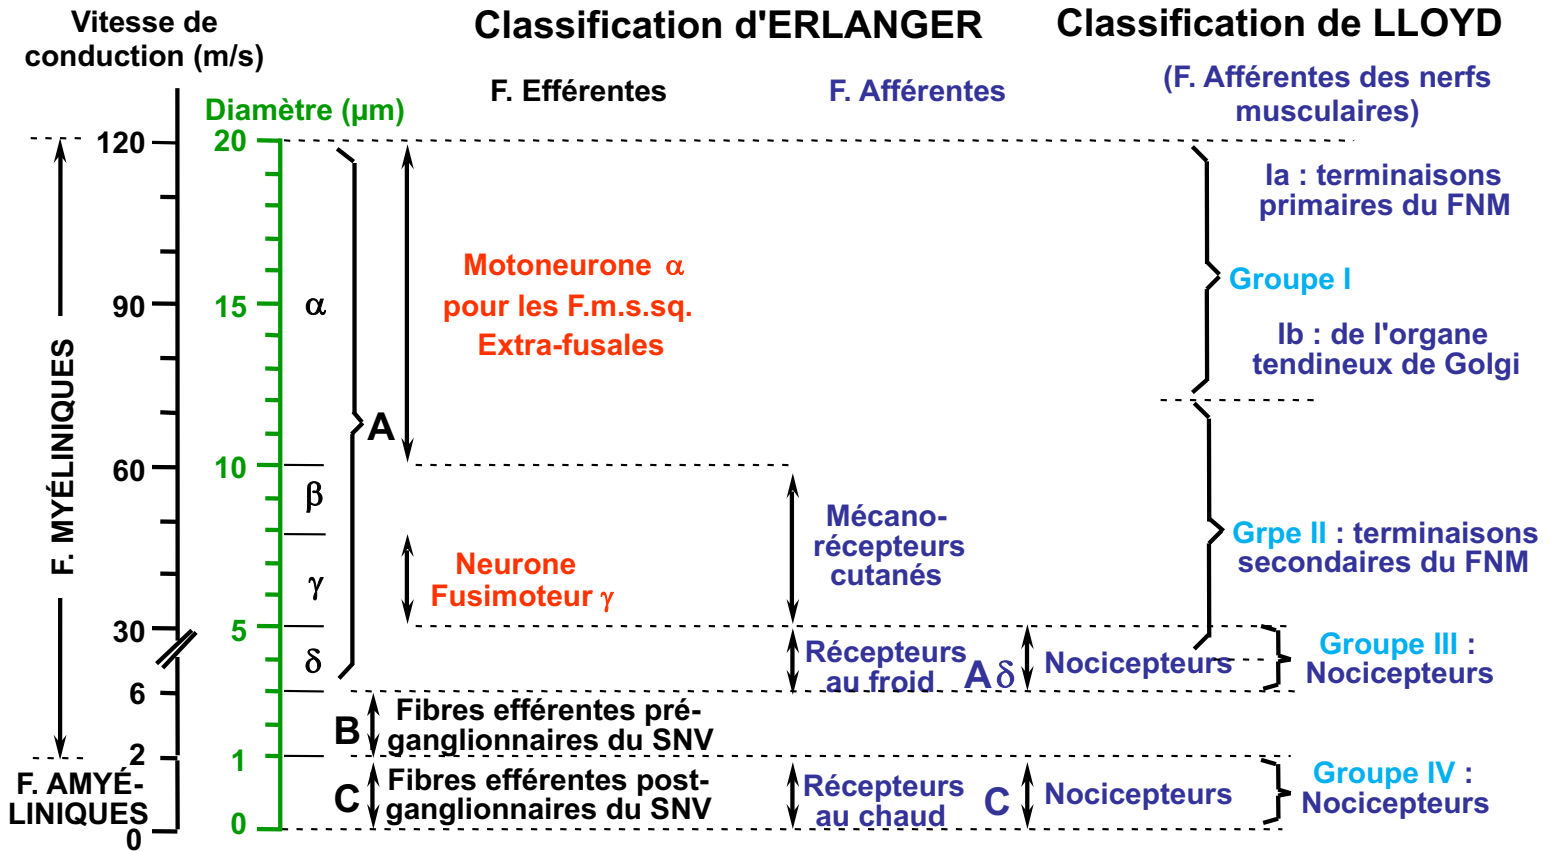 Vitesse de
conduction (m/s)
Classification d'ERLANGER
Classification de LLOYD
F. Efférentes
F. Afférentes
(F. Afférentes des nerfs
musculaires)
Diamètre (µm)
120
90
60
30
6
2
0
20
15
10
5
1
0
F. MYÉLINIQUES
F. AMYÉ-
LINIQUES
α
β
γ
δ
A
B
C
Motoneurone α
pour les F.m.s.sq.
Extra-fusales
Neurone
Fusimoteur γ
Fibres efférentes pré-
ganglionnaires du SNV
Fibres efférentes post-
ganglionnaires du SNV
Mécano-
récepteurs
cutanés
Récepteurs
au froid
A δ
Nocicepteurs
Récepteurs
au chaud
C
Nocicepteurs
Ia : terminaisons
primaires du FNM
Groupe I
Ib : de l'organe
tendineux de Golgi
Grpe II : terminaisons
secondaires du FNM
Groupe III :
Nocicepteurs
Groupe IV :
Nocicepteurs